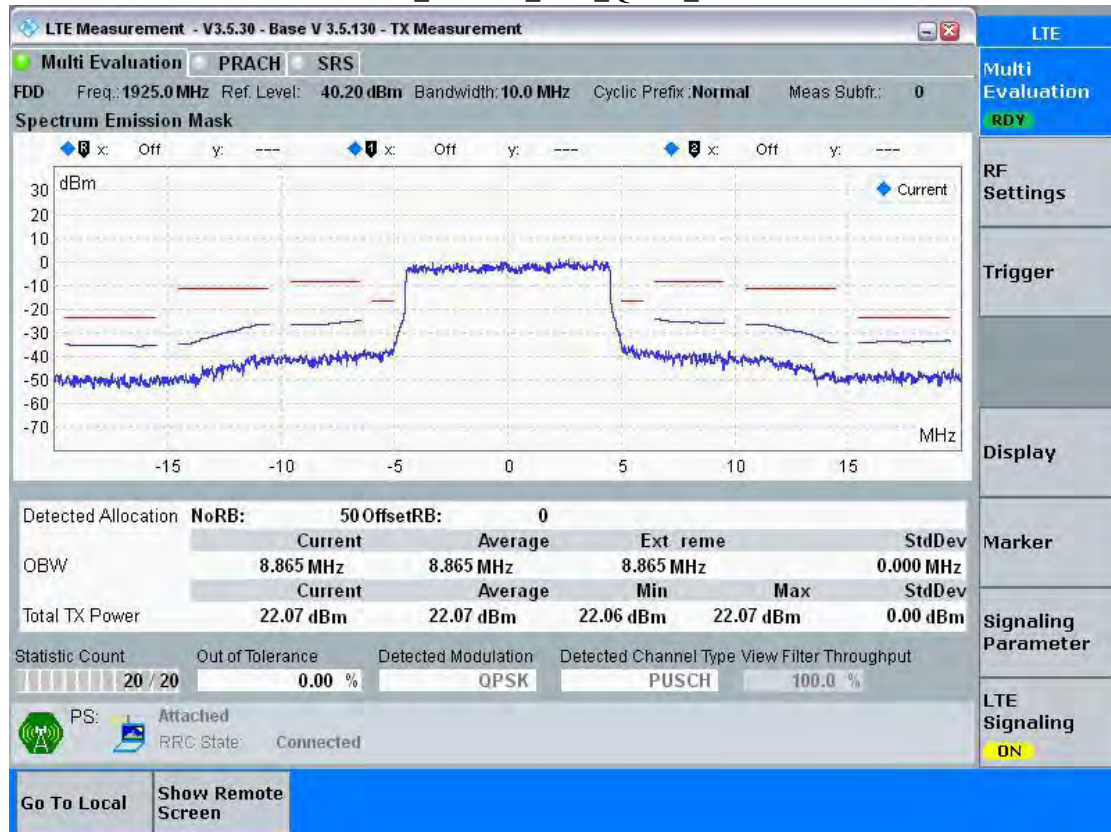 LTE Measurement - V3.5.30 - Base V 3.5.130 - TX Measurement
LTE
Multi Evaluation PRACH SRS
FDD Freq.: 1925.0 MHz Ref. Level: 40.20 dBm Bandwidth: 10.0 MHz Cyclic Prefix : Normal Meas Subfr.: 0
Spectrum Emission Mask
R x: Off y: --- 1 x: Off y: --- 2 x: Off y: ---
dBm
Current
30
20
10
0
-10
-20
-30
-40
-50
-60
-70
MHz
-15 -10 -5 0 5 10 15
Detected Allocation NoRB: 50 OffsetRB: 0
Current Average Ext reme StdDev
OBW 8.865 MHz 8.865 MHz 8.865 MHz 0.000 MHz
Current Average Min Max StdDev
Total TX Power 22.07 dBm 22.07 dBm 22.06 dBm 22.07 dBm 0.00 dBm
Statistic Count Out of Tolerance Detected Modulation Detected Channel Type View Filter Throughput
20 / 20 0.00 % QPSK PUSCH 100.0 %
PS: Attached
RRC State: Connected
Multi
Evaluation
RDY
RF
Settings
Trigger
Display
Marker
Signaling
Parameter
LTE
Signaling
ON
Go To Local
Show Remote
Screen